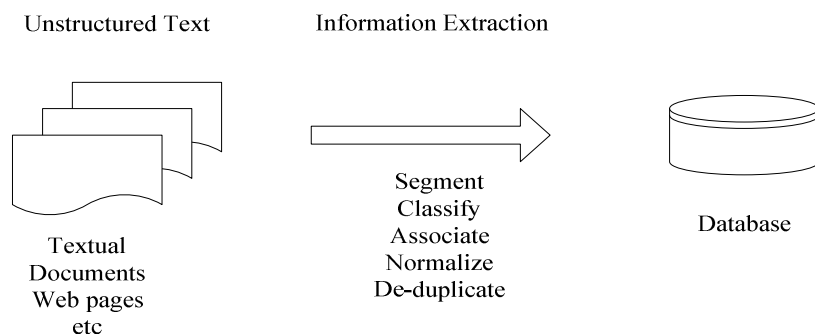 Unstructured Text
Information Extraction
Textual
Documents
Web pages
etc
Segment
Classify
Associate
Normalize
De-duplicate
Database